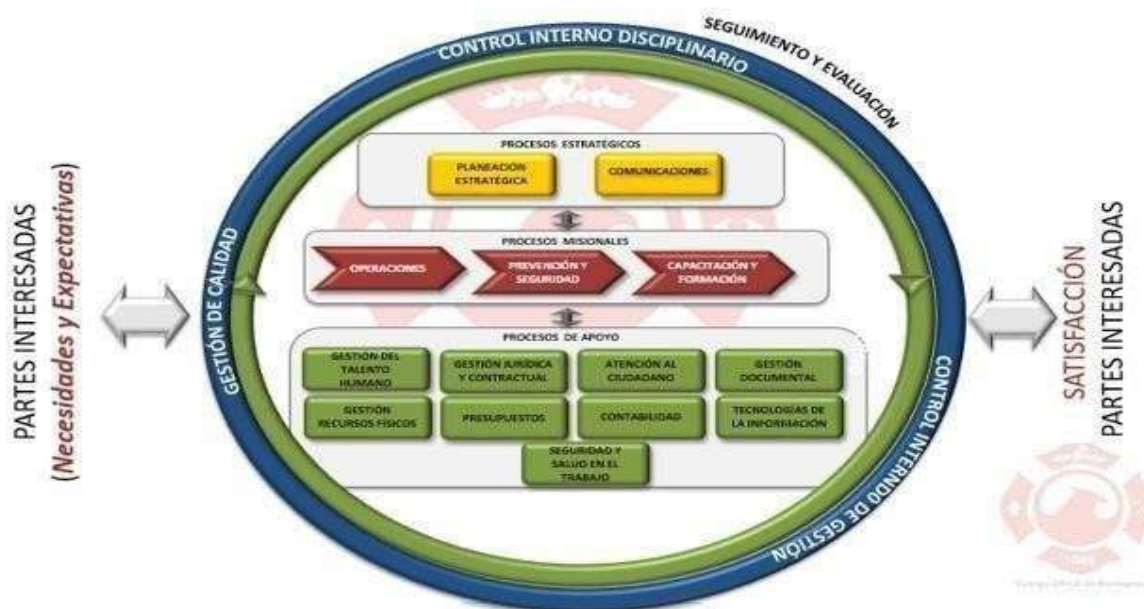 CONTROL INTERNO DISCIPLINARIO
SEGUIMIENTO Y EVALUACIÓN
PARTES INTERESADAS
(Necesidades y Expectativas)
GESTIÓN DE CALIDAD
PROCESOS ESTRATÉGICOS
PLANEACIÓN
ESTRATÉGICA
COMUNICACIONES
PROCESOS MISIONALES
OPERACIONES
PREVENCIÓN Y
SEGURIDAD
CAPACITACIÓN Y
FORMACIÓN
PROCESOS DE APOYO
GESTIÓN DEL
TALENTO
HUMANO
GESTIÓN JURÍDICA
Y CONTRACTUAL
ATENCIÓN AL
CIUDADANO
GESTIÓN
DOCUMENTAL
GESTIÓN
RECURSOS FÍSICOS
PRESUPUESTOS
CONTABILIDAD
TECNOLOGÍAS DE
LA INFORMACIÓN
SEGURIDAD Y
SALUD EN EL
TRABAJO
CONTROL INTERNDO DE GESTIÓN
SATISFACCIÓN
PARTES INTERESADAS